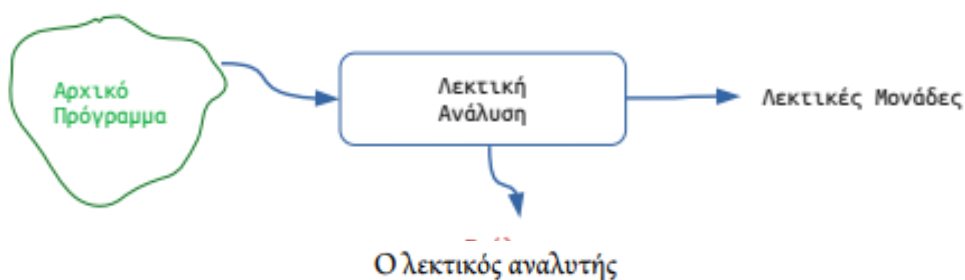 Αρχικό
Πρόγραμμα
Λεκτική
Ανάλυση
Λεκτικές Μονάδες
Ο λεκτικός αναλυτής